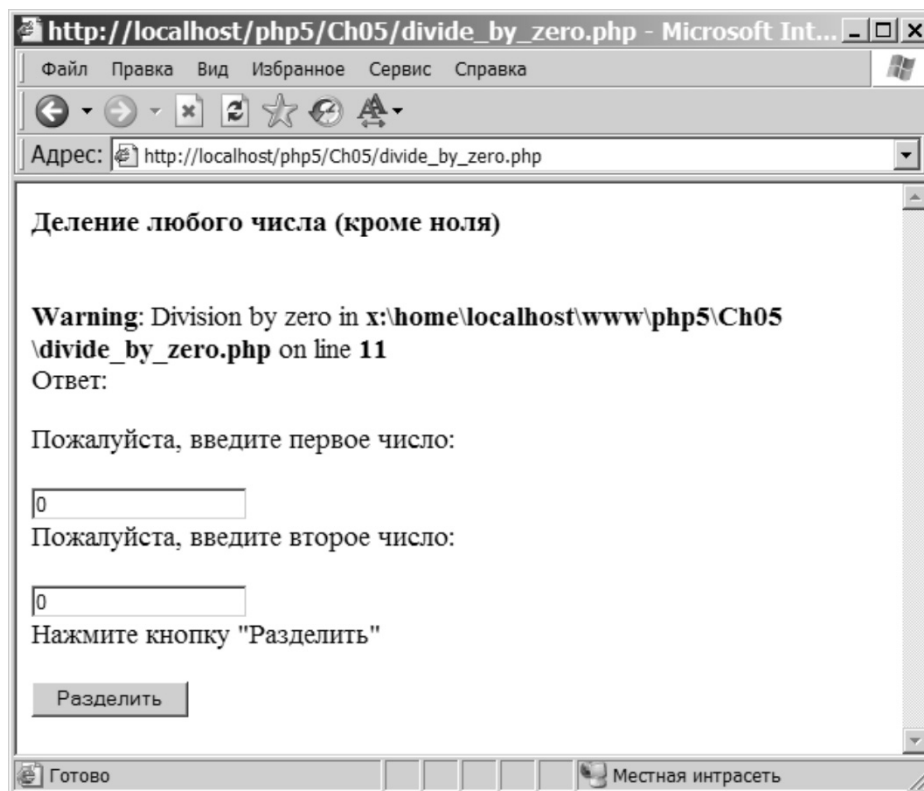 http://localhost/php5/Ch05/divide_by_zero.php - Microsoft Int...
Файл Правка Вид Избранное Сервис Справка
Адрес: http://localhost/php5/Ch05/divide_by_zero.php
Деление любого числа (кроме ноля)
Warning: Division by zero in x:\home\localhost\www\php5\Ch05
\divide_by_zero.php on line 11
Ответ:
Пожалуйста, введите первое число:
0
Пожалуйста, введите второе число:
0
Нажмите кнопку "Разделить"
Разделить
Готово Местная интрасеть